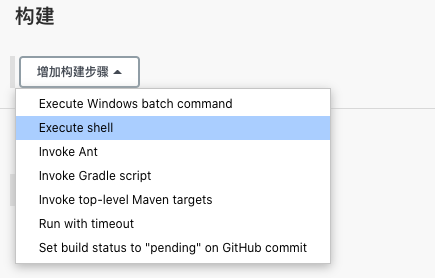 构建
增加构建步骤
Execute Windows batch command
Execute shell
Invoke Ant
Invoke Gradle script
Invoke top-level Maven targets
Run with timeout
Set build status to "pending" on GitHub commit